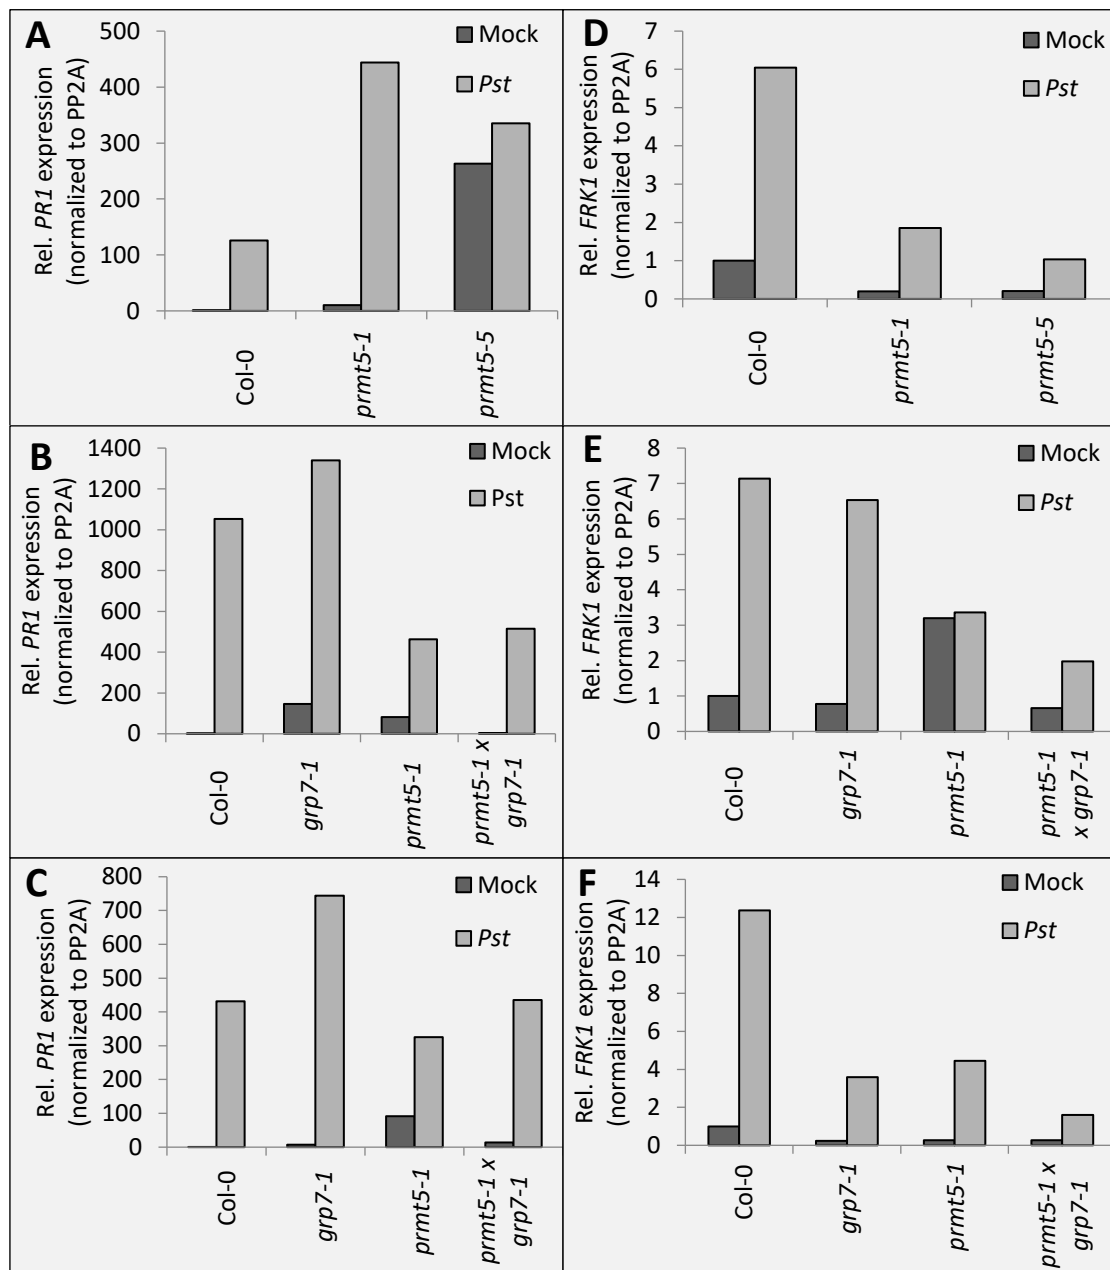 A
Rel. PR1 expression
(normalized to PP2A)
500
400
300
200
100
0
Mock
Pst
Col-0
prmt5-1
prmt5-5
D
Rel. FRK1 expression
(normalized to PP2A)
7
6
5
4
3
2
1
0
Mock
Pst
Col-0
prmt5-1
prmt5-5
B
Rel. PR1 expression
(normalized to PP2A)
1400
1200
1000
800
600
400
200
0
Mock
Pst
Col-0
grp7-1
prmt5-1
prmt5-1 x
grp7-1
E
Rel. FRK1 expression
(normalized to PP2A)
8
7
6
5
4
3
2
1
0
Mock
Pst
Col-0
grp7-1
prmt5-1
prmt5-1
x grp7-1
C
Rel. PR1 expression
(normalized to PP2A)
800
700
600
500
400
300
200
100
0
Mock
Pst
Col-0
grp7-1
prmt5-1
prmt5-1 x
grp7-1
F
Rel. FRK1 expression
(normalized to PP2A)
14
12
10
8
6
4
2
0
Mock
Pst
Col-0
grp7-1
prmt5-1
prmt5-1 x
grp7-1